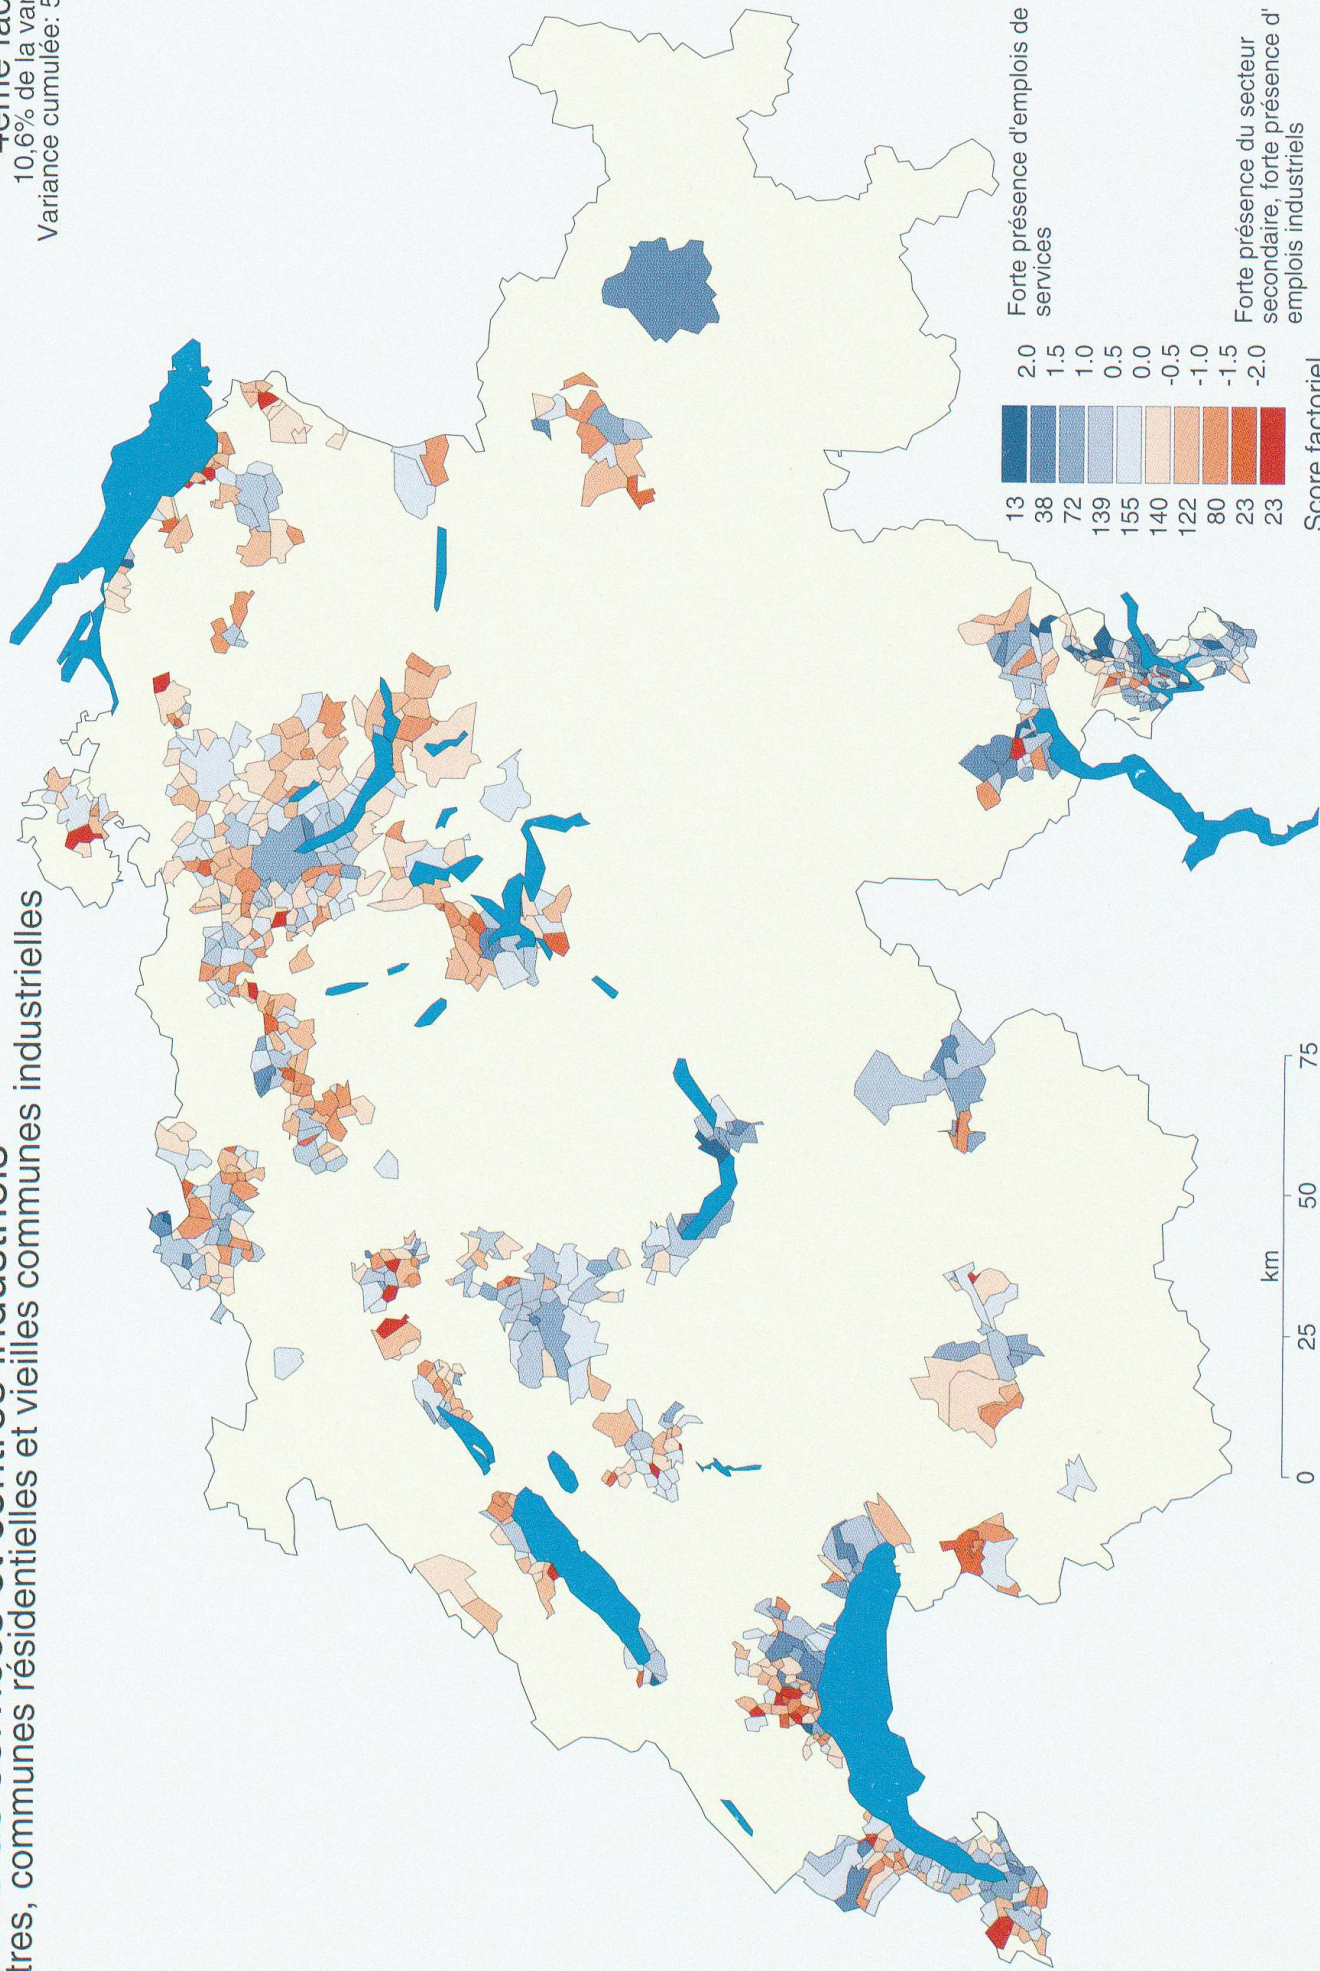 tres, communes résidentielles et vieilles communes industrielles
10,6% de la var
Variance cumulée: 5
13
38
72
139
155
140
122
80
23
23
2.0
1.5
1.0
0.5
0.0
-0.5
-1.0
-1.5
-2.0
Forte présence d'emplois de
services
Forte présence du secteur
secondaire, forte présence d'
emplois industriels
Score factoriel
0 25 50 75
km